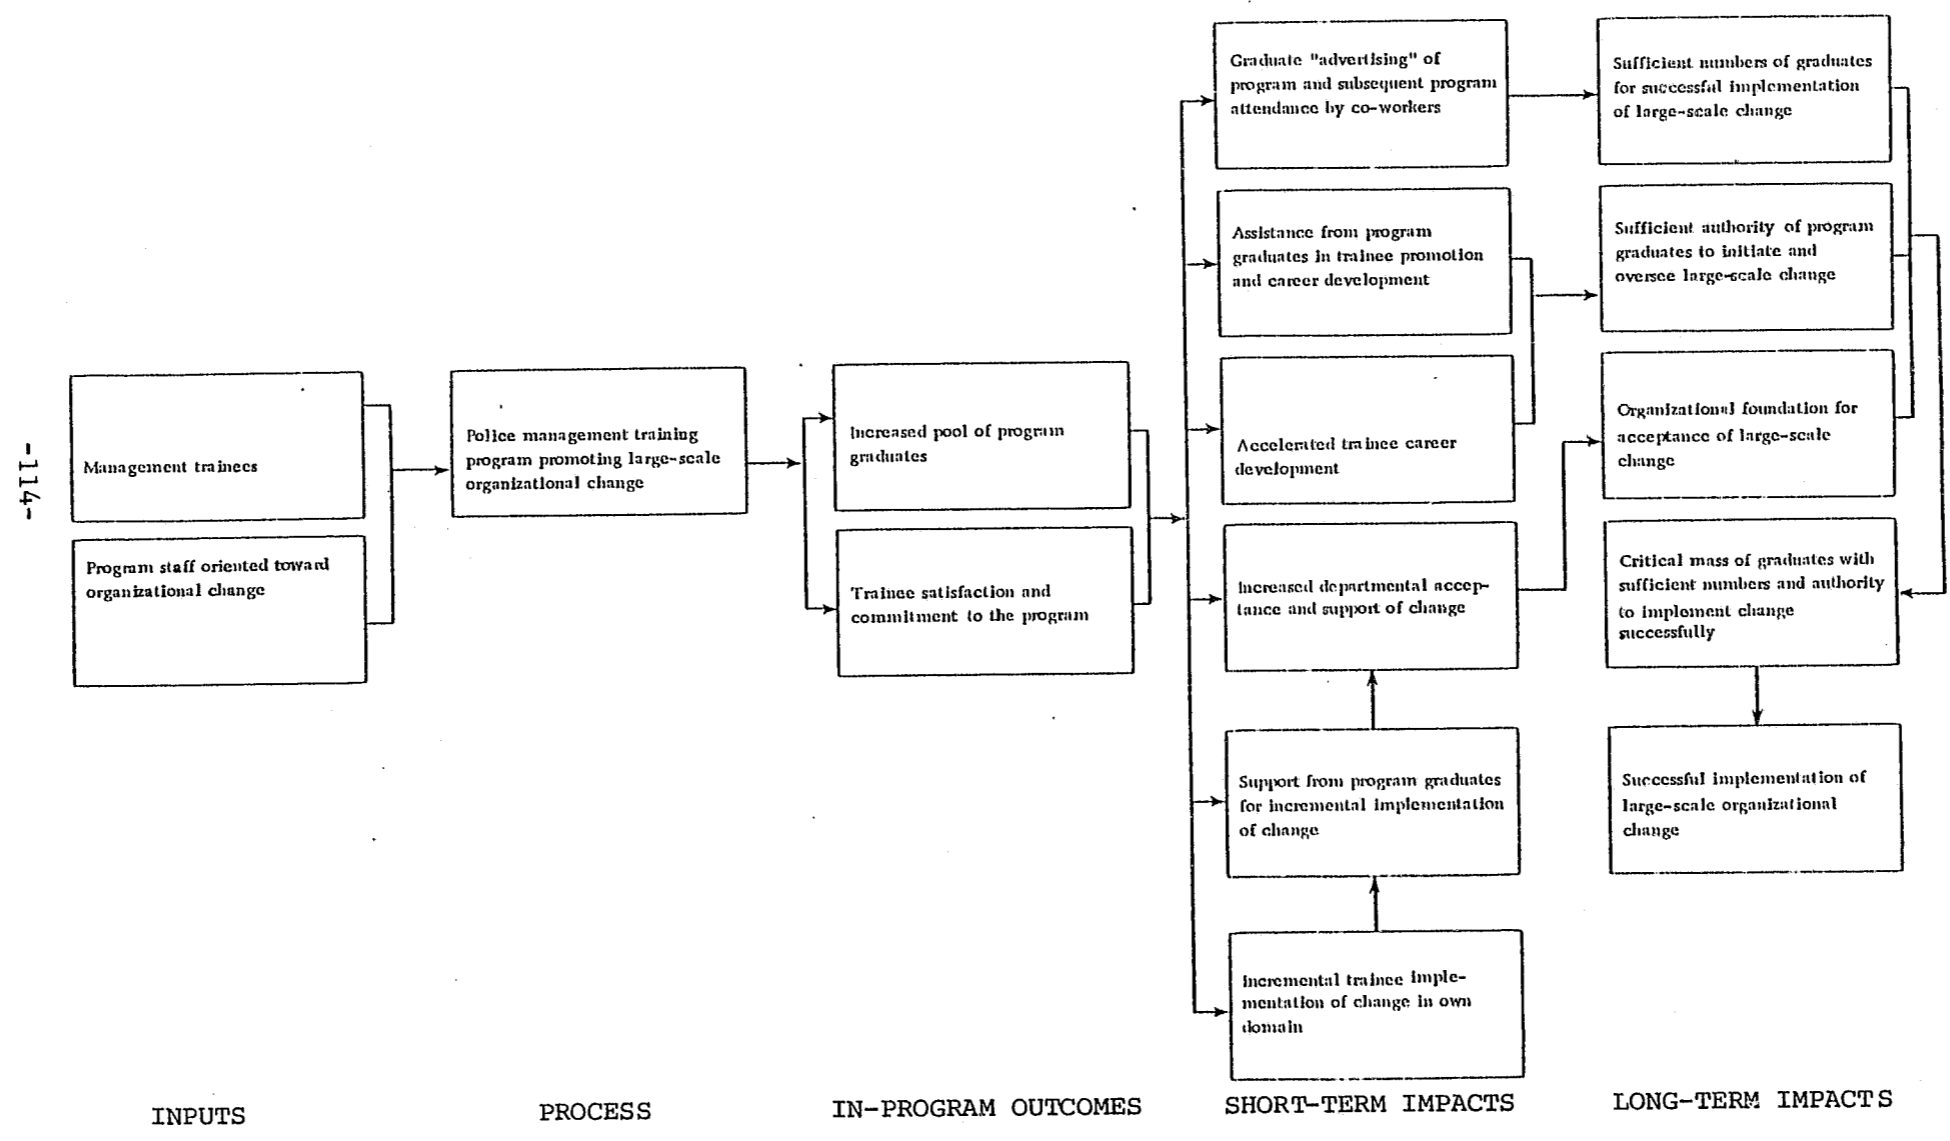 -114-
Management trainees
Program staff oriented toward
organizational change
Police management training
program promoting large-scale
organizational change
Increased pool of program
graduates
Trainee satisfaction and
commitment to the program
Graduate "advertising" of
program and subsequent program
attendance by co-workers
Assistance from program
graduates in trainee promotion
and career development
Accelerated trainee career
development
Increased departmental accep-
tance and support of change
Support from program graduates
for incremental implementation
of change
Incremental trainee imple-
mentation of change in own
domain
Sufficient numbers of graduates
for successful implementation
of large-scale change
Sufficient authority of program
graduates to initiate and
oversee large-scale change
Organizational foundation for
acceptance of large-scale
change
Critical mass of graduates with
sufficient numbers and authority
to implement change
successfully
Successful implementation of
large-scale organizational
change
INPUTS
PROCESS
IN-PROGRAM OUTCOMES
SHORT-TERM IMPACTS
LONG-TERM IMPACTS